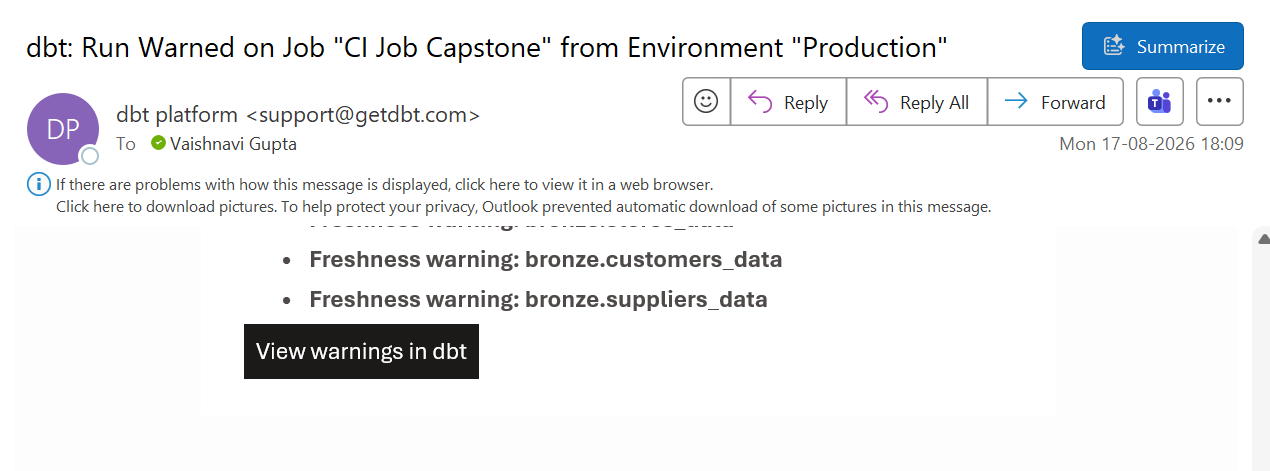 dbt: Run Warned on Job "CI Job Capstone" from Environment "Production"
Summarize
DP
dbt platform <support@getdbt.com>
Reply
Reply All
Forward
To Vaishnavi Gupta
Mon 17-08-2026 18:09
If there are problems with how this message is displayed, click here to view it in a web browser.
Click here to download pictures. To help protect your privacy, Outlook prevented automatic download of some pictures in this message.
• Freshness warning: bronze.customers_data
• Freshness warning: bronze.suppliers_data
View warnings in dbt